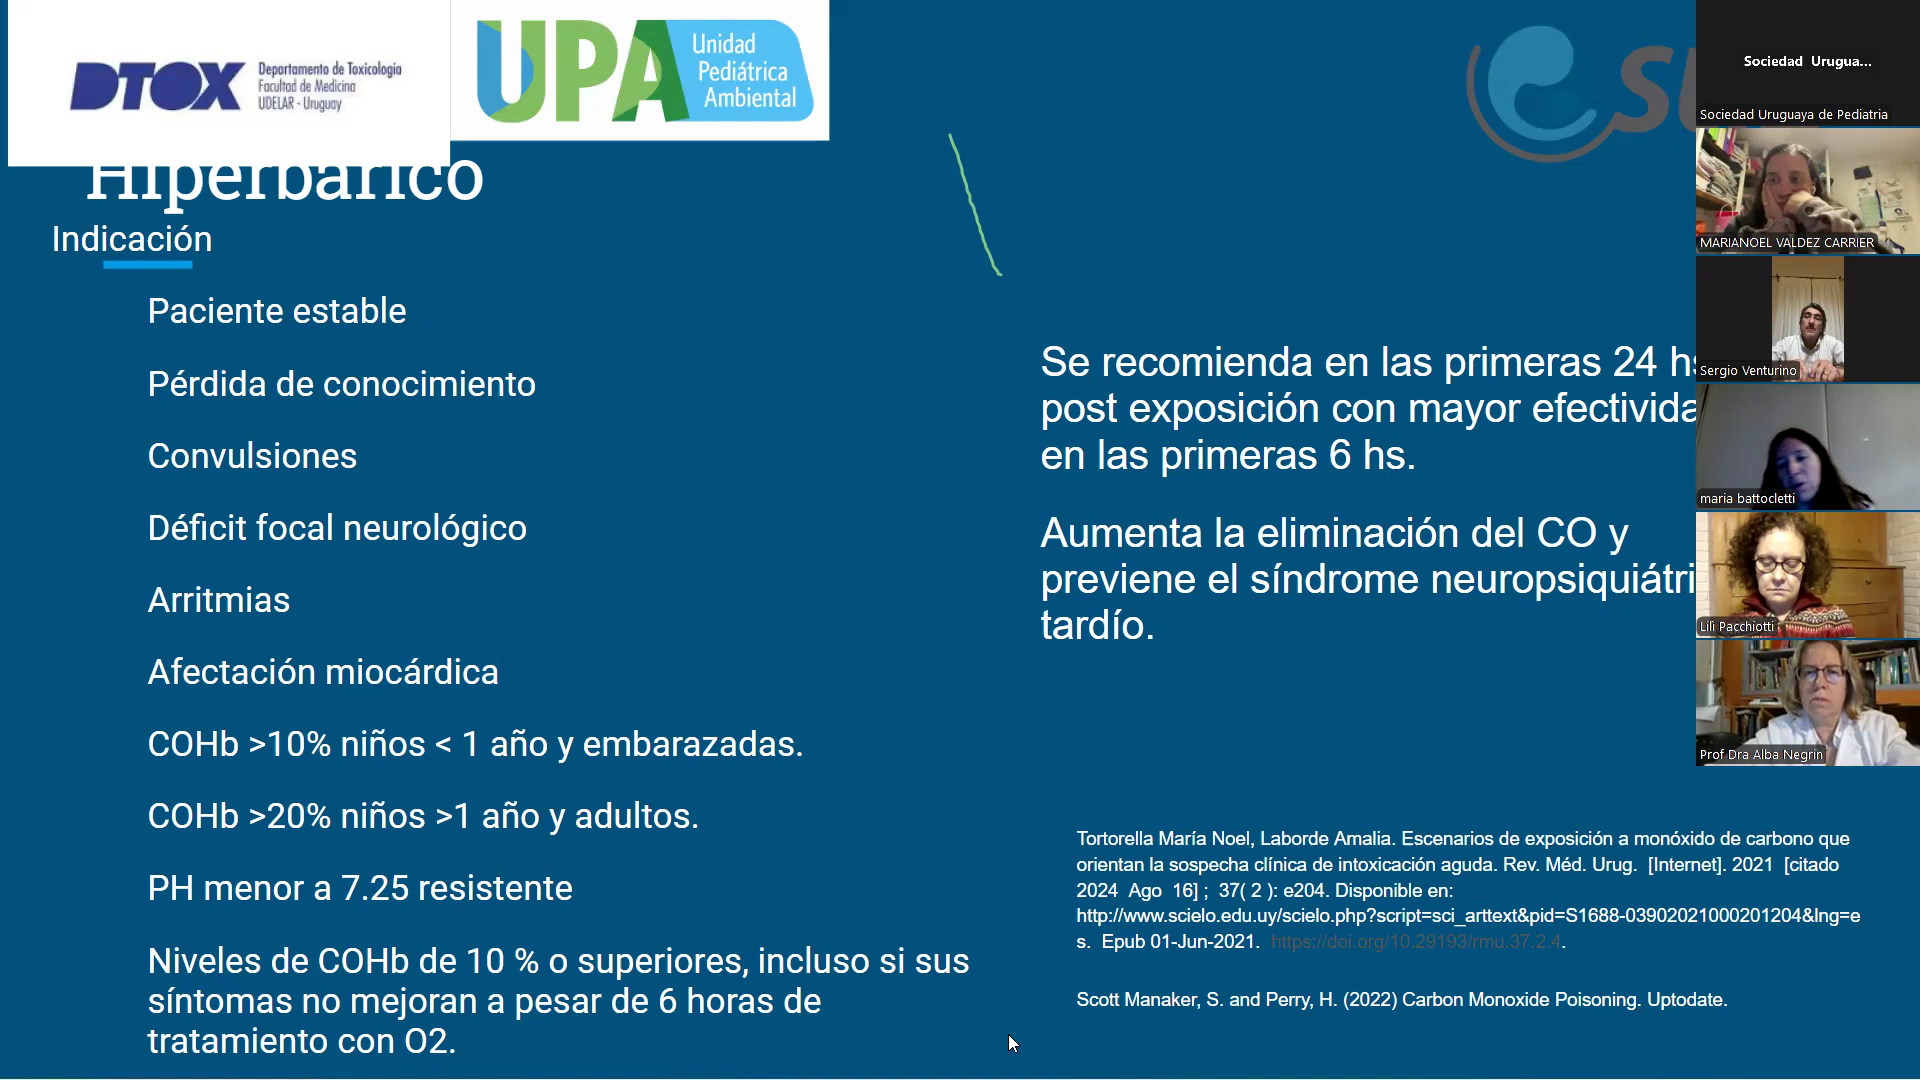 DTOX
Departamento de Toxicología
Facultad de Medicina
UDELAR - Uruguay
UPA
Unidad
Pediátrica
Ambiental
Hiperbárico
Indicación
Paciente estable
Pérdida de conocimiento
Convulsiones
Déficit focal neurológico
Arritmias
Afectación miocárdica
COHb >10% niños < 1 año y embarazadas.
COHb >20% niños >1 año y adultos.
PH menor a 7.25 resistente
Niveles de COHb de 10 % o superiores, incluso si sus
síntomas no mejoran a pesar de 6 horas de
tratamiento con O2.
Se recomienda en las primeras 24 hs
post exposición con mayor efectivida
en las primeras 6 hs.
Aumenta la eliminación del CO y
previene el síndrome neuropsiquiátri
tardío.
Tortorella María Noel, Laborde Amalia. Escenarios de exposición a monóxido de carbono que
orientan la sospecha clínica de intoxicación aguda. Rev. Méd. Urug. [Internet]. 2021 [citado
2024 Ago 16] ; 37( 2 ): e204. Disponible en:
http://www.scielo.edu.uy/scielo.php?script=sci_arttext&pid=S1688-03902021000201204&lng=e
s. Epub 01-Jun-2021. https://doi.org/10.29193/rmu.37.2.4.
Scott Manaker, S. and Perry, H. (2022) Carbon Monoxide Poisoning. Uptodate.
Sociedad Urugua...
Sociedad Uruguaya de Pediatria
MARIANOEL VALDEZ CARRIER
Sergio Venturino
maria battocletti
Lili Pacchiotti
Prof Dra Alba Negrin